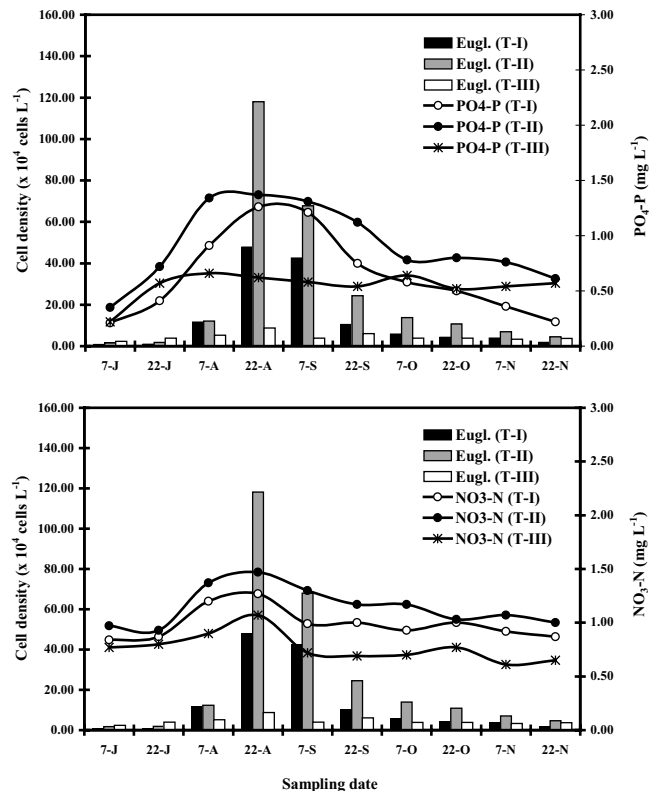 160.00
140.00
120.00
100.00
80.00
60.00
40.00
20.00
0.00
Cell density (x 10⁴ cells L⁻¹)
Eugl. (T-I)
Eugl. (T-II)
Eugl. (T-III)
PO4-P (T-I)
PO4-P (T-II)
PO4-P (T-III)
3.00
2.50
2.00
1.50
1.00
0.50
0.00
PO₄-P (mg L⁻¹)
7-J 22-J 7-A 22-A 7-S 22-S 7-O 22-O 7-N 22-N
160.00
140.00
120.00
100.00
80.00
60.00
40.00
20.00
0.00
Cell density (x 10⁴ cells L⁻¹)
Eugl. (T-I)
Eugl. (T-II)
Eugl. (T-III)
NO3-N (T-I)
NO3-N (T-II)
NO3-N (T-III)
3.00
2.50
2.00
1.50
1.00
0.50
0.00
NO₃-N (mg L⁻¹)
7-J 22-J 7-A 22-A 7-S 22-S 7-O 22-O 7-N 22-N
Sampling date